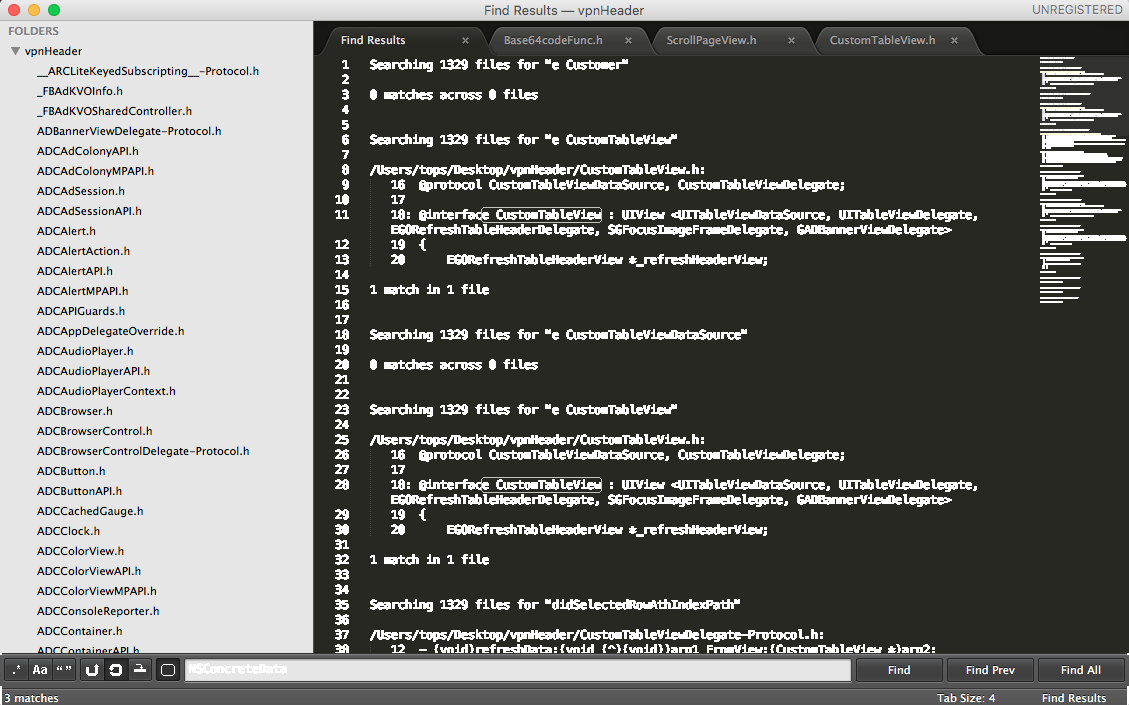 Find Results — vpnHeader
UNREGISTERED
FOLDERS
vpnHeader
__ARCLiteKeyedSubscripting__-Protocol.h
_FBAdKVOInfo.h
_FBAdKVOSharedController.h
ADBannerViewDelegate-Protocol.h
ADCAdColonyAPI.h
ADCAdColonyMPAPI.h
ADCAdSession.h
ADCAdSessionAPI.h
ADCAlert.h
ADCAlertAction.h
ADCAlertAPI.h
ADCAlertMPAPI.h
ADCAPIGuards.h
ADCAppDelegateOverride.h
ADCAudioPlayer.h
ADCAudioPlayerAPI.h
ADCAudioPlayerContext.h
ADCBrowser.h
ADCBrowserControl.h
ADCBrowserControlDelegate-Protocol.h
ADCButton.h
ADCButtonAPI.h
ADCCachedGauge.h
ADCClock.h
ADCColorView.h
ADCColorViewAPI.h
ADCColorViewMPAPI.h
ADCConsoleReporter.h
ADCContainer.h
ADCContainerAPI.h
Find Results × Base64codeFunc.h × ScrollPageView.h × CustomTableView.h ×
1 Searching 1329 files for "e Customer"
2
3 0 matches across 0 files
4
5
6 Searching 1329 files for "e CustomTableView"
7
8 /Users/tops/Desktop/vpnHeader/CustomTableView.h:
9 16 @protocol CustomTableViewDataSource, CustomTableViewDelegate;
10 17
11 18: @interface CustomTableView : UIView <UITableViewDataSource, UITableViewDelegate,
EGORefreshTableHeaderDelegate, SGFocusImageFrameDelegate, GADBannerViewDelegate>
12 19 {
13 20 EGORefreshTableHeaderView *_refreshHeaderView;
14
15 1 match in 1 file
16
17
18 Searching 1329 files for "e CustomTableViewDataSource"
19
20 0 matches across 0 files
21
22
23 Searching 1329 files for "e CustomTableView"
24
25 /Users/tops/Desktop/vpnHeader/CustomTableView.h:
26 16 @protocol CustomTableViewDataSource, CustomTableViewDelegate;
27 17
28 18: @interface CustomTableView : UIView <UITableViewDataSource, UITableViewDelegate,
EGORefreshTableHeaderDelegate, SGFocusImageFrameDelegate, GADBannerViewDelegate>
29 19 {
30 20 EGORefreshTableHeaderView *_refreshHeaderView;
31
32 1 match in 1 file
33
34
35 Searching 1329 files for "didSelectedRowAthIndexPath"
36
37 /Users/tops/Desktop/vpnHeader/CustomTableViewDelegate-Protocol.h:
38 12 - (void)refreshData:(void (^)(void))arg1 FromView:(CustomTableView *)arg2;
.* Aa “” NSConcreteData Find Find Prev Find All
3 matches Tab Size: 4 Find Results